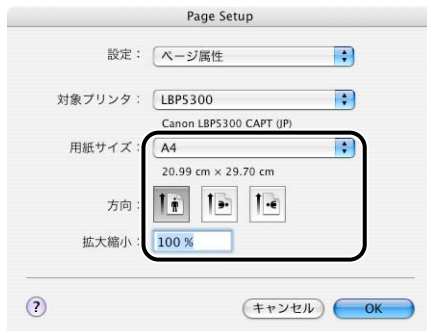 Page Setup
設定： ページ属性
対象プリンタ： LBP5300
Canon LBP5300 CAPT (JP)
用紙サイズ： A4
20.99 cm × 29.70 cm
方向：
拡大縮小： 100 %
? キャンセル OK